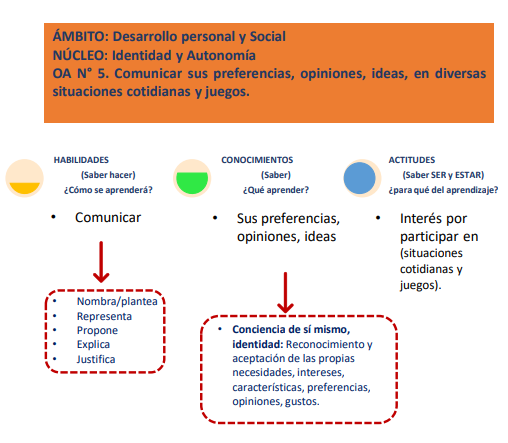 ÁMBITO: Desarrollo personal y Social
NÚCLEO: Identidad y Autonomía
OA N° 5. Comunicar sus preferencias, opiniones, ideas, en diversas
situaciones cotidianas y juegos.
HABILIDADES
(Saber hacer)
¿Cómo se aprenderá?
• Comunicar
• Nombra/plantea
• Representa
• Propone
• Explica
• Justifica
CONOCIMIENTOS
(Saber)
¿Qué aprender?
• Sus preferencias,
opiniones, ideas
• Conciencia de sí mismo,
identidad: Reconocimiento y
aceptación de las propias
necesidades, intereses,
características, preferencias,
opiniones, gustos.
ACTITUDES
(Saber SER y ESTAR)
¿para qué del aprendizaje?
• Interés por
participar en
(situaciones
cotidianas y
juegos).